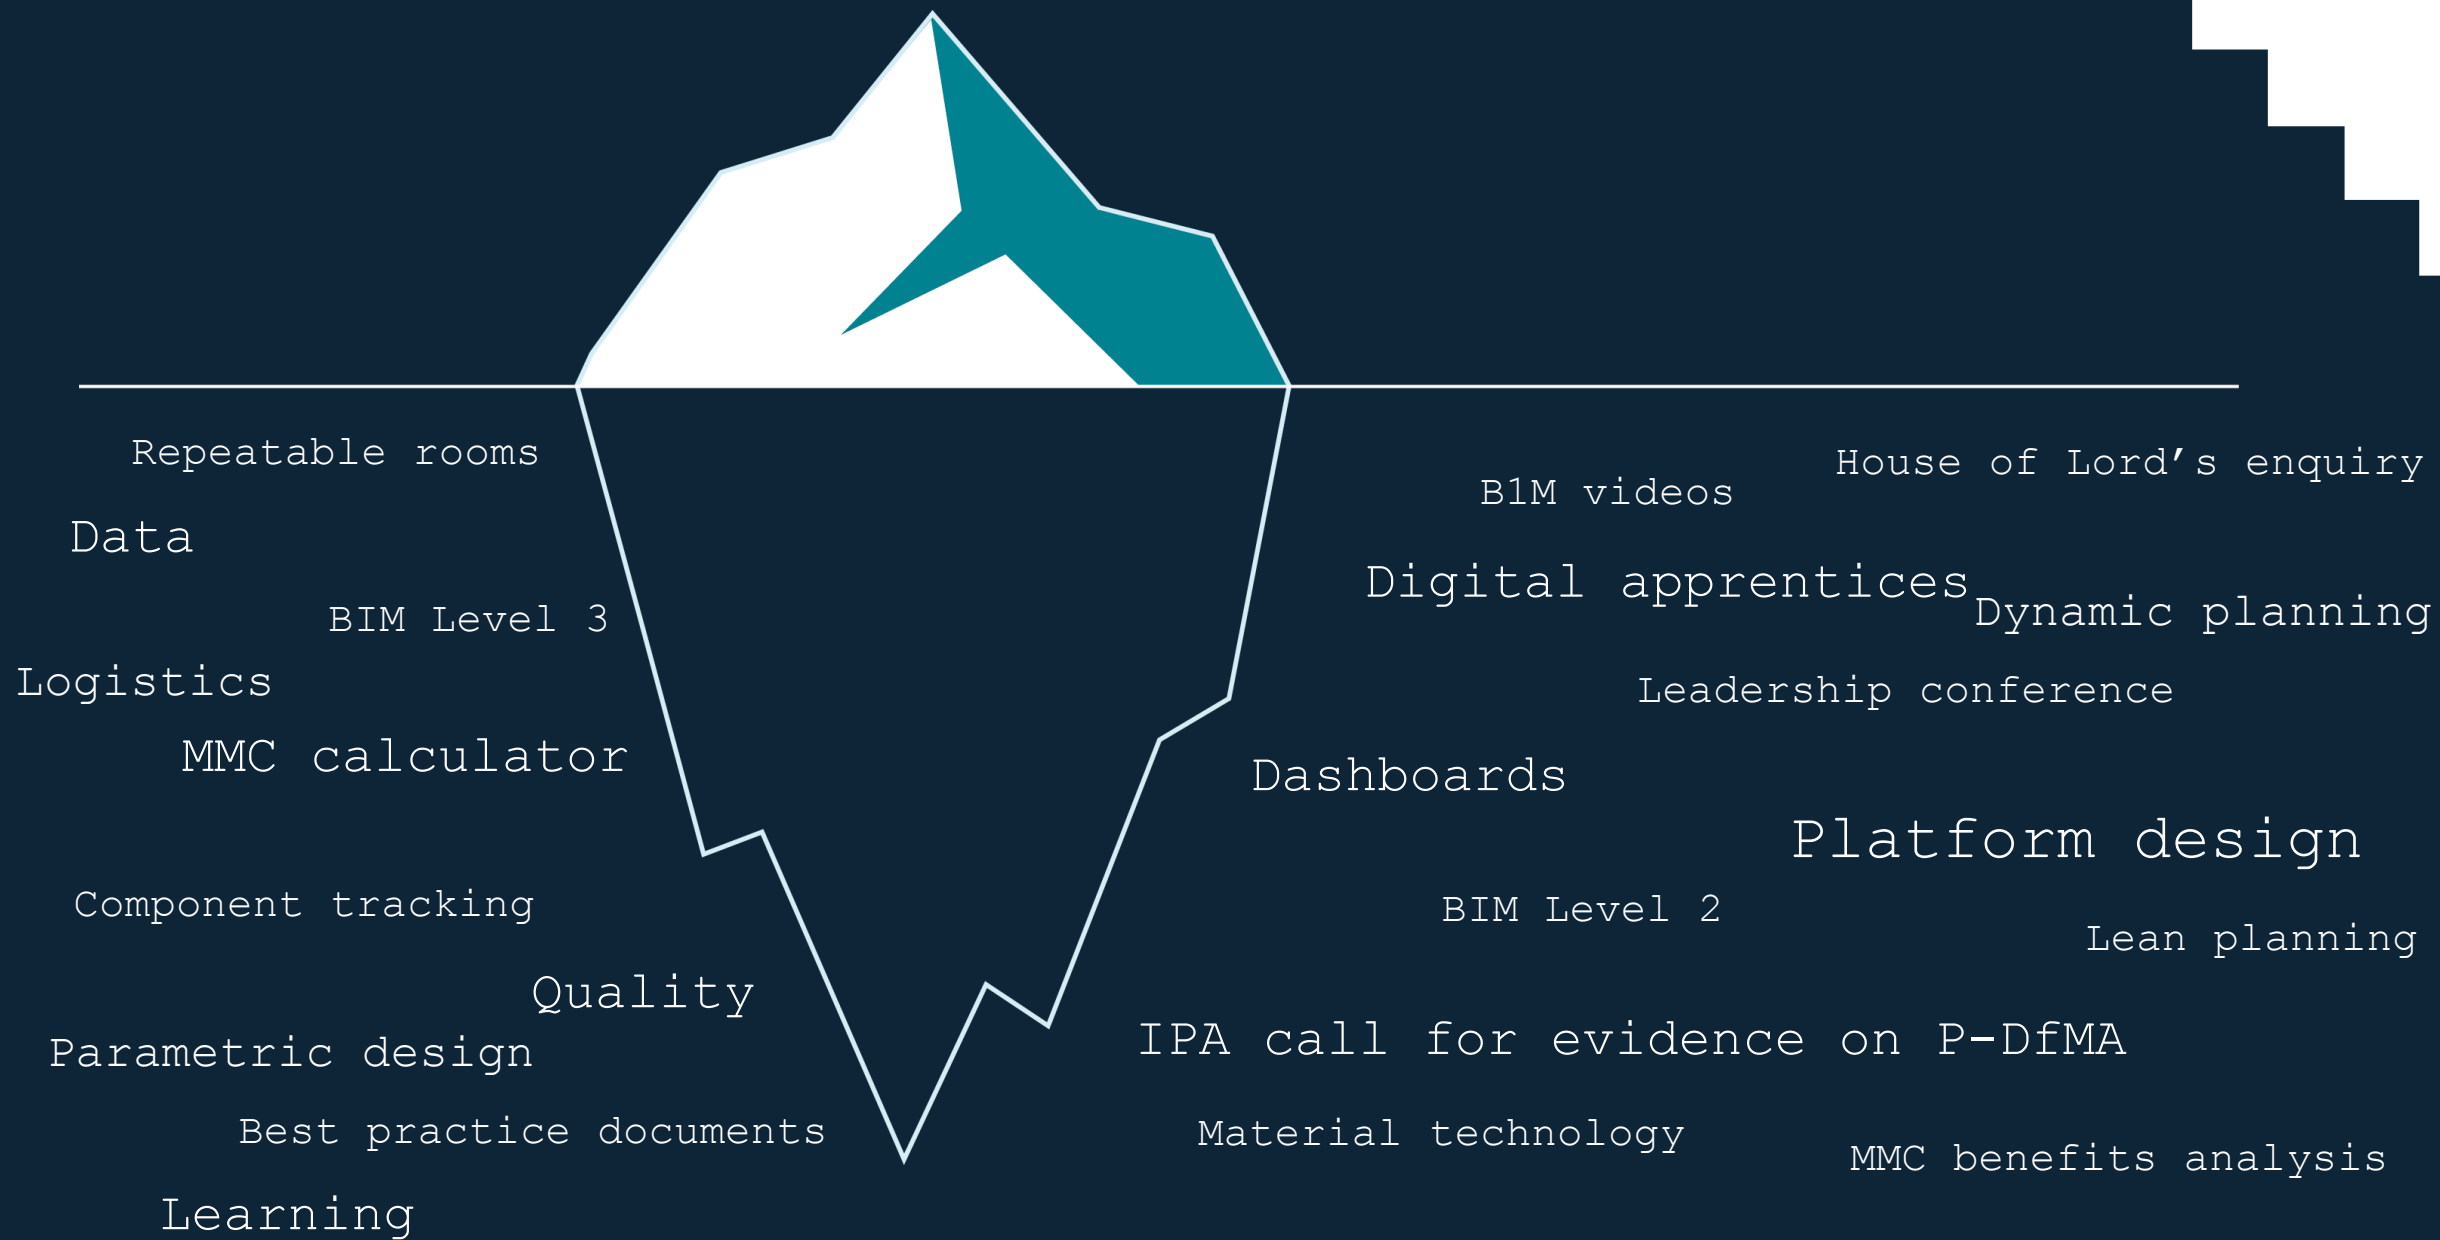 Repeatable rooms
Data
BIM Level 3
Logistics
MMC calculator
Component tracking
Quality
Parametric design
Best practice documents
Learning
House of Lord’s enquiry
B1M videos
Digital apprentices
Dynamic planning
Leadership conference
Dashboards
Platform design
BIM Level 2
Lean planning
IPA call for evidence on P-DfMA
Material technology
MMC benefits analysis